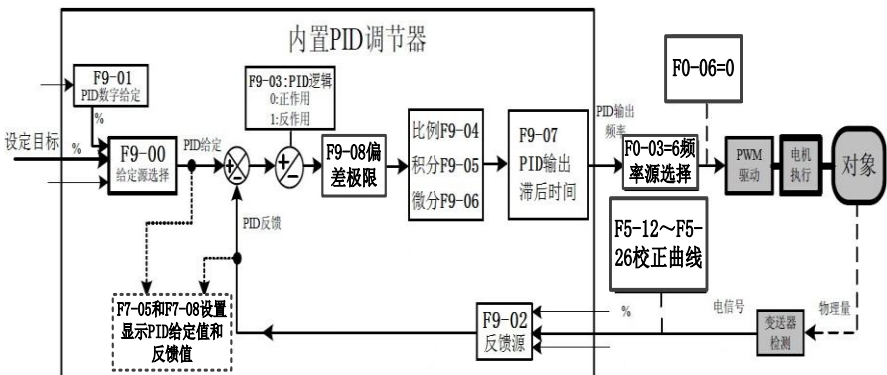 内置PID调节器
F9-01
PID数字给定
%
设定目标
%
F9-00
给定源选择
PID给定
F9-03:PID逻辑
0:正作用
1:反作用
F9-08偏
差极限
比例F9-04
积分F9-05
微分F9-06
F9-07
PID输出
滞后时间
PID输出
频率
F0-03=6频
率源选择
F0-06=0
PWM
驱动
电机
执行
对象
PID反馈
F7-05和F7-08设置
显示PID给定值和
反馈值
F9-02
反馈源
%
F5-12～F5-
26校正曲线
电信号
变送器
检测
物理量